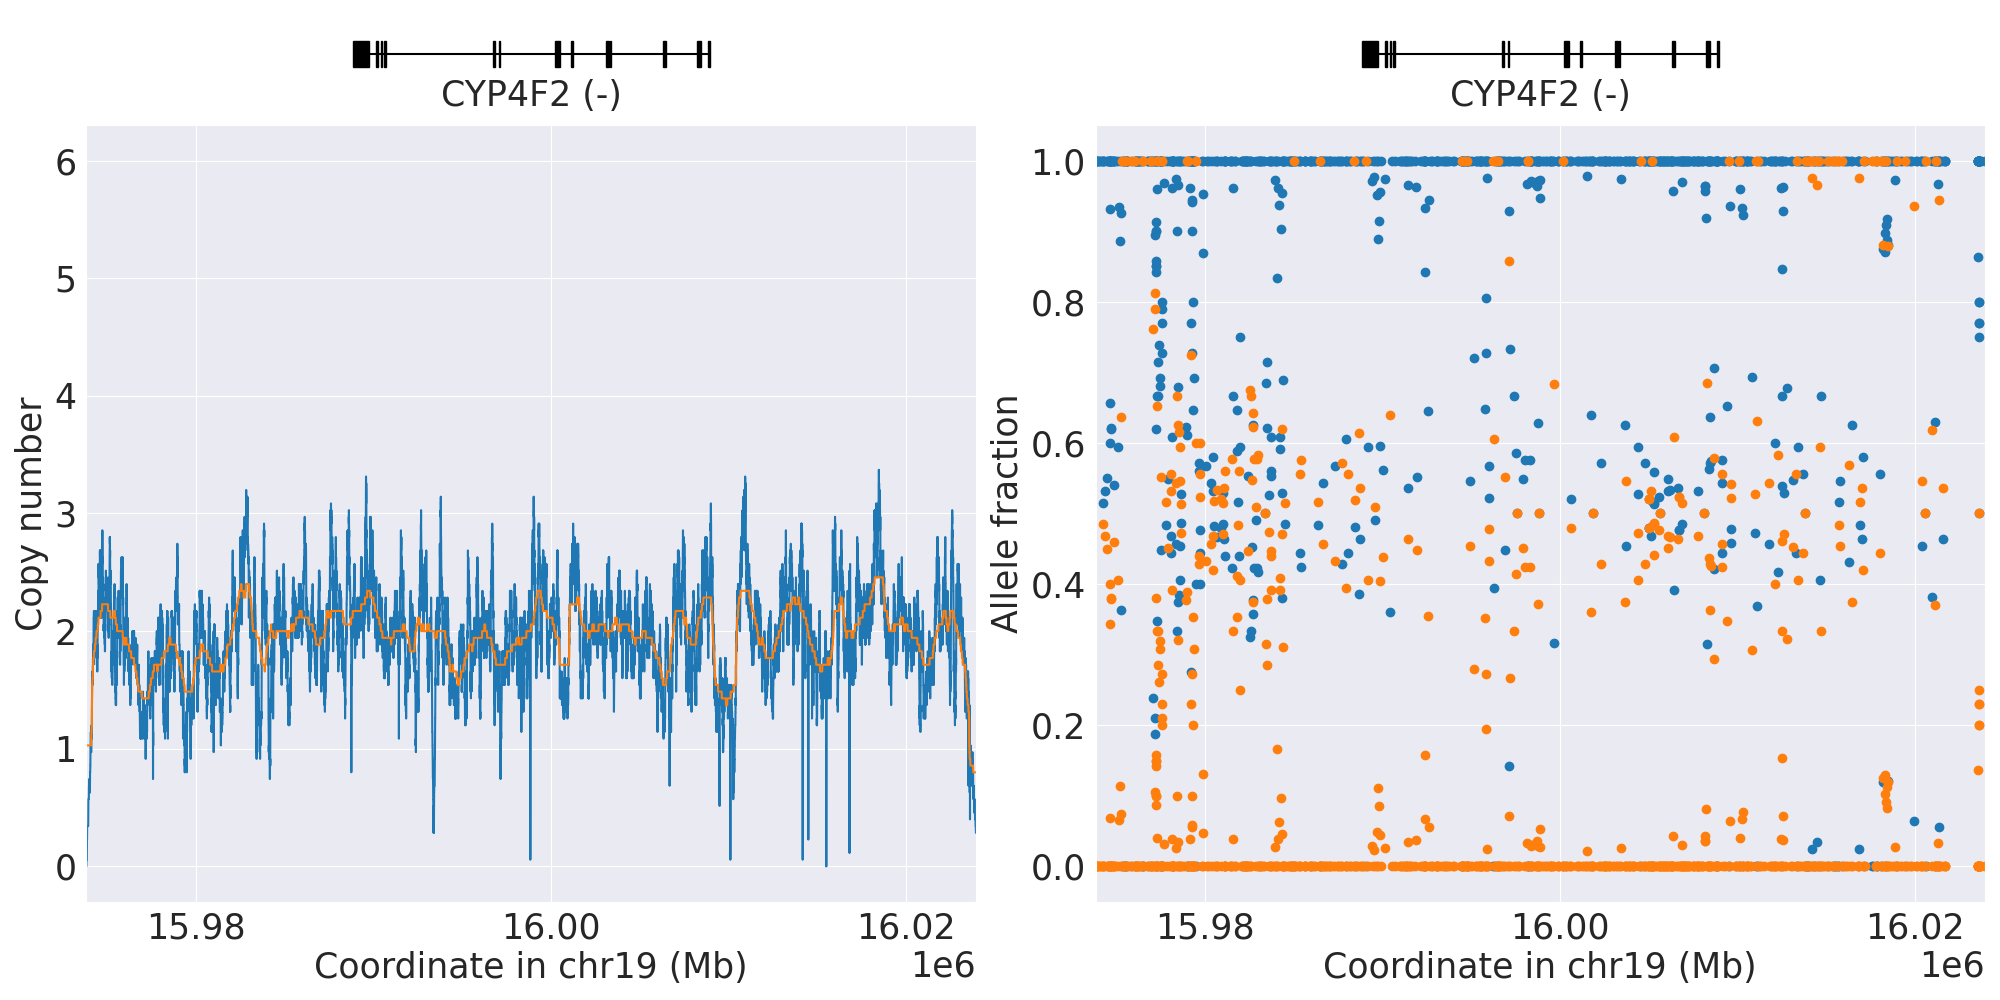 CYP4F2 (-)
6
5
4
3
2
1
0
Copy number
15.98
16.00
16.02
Coordinate in chr19 (Mb)
1e6
CYP4F2 (-)
1.0
0.8
0.6
0.4
0.2
0.0
Allele fraction
15.98
16.00
16.02
Coordinate in chr19 (Mb)
1e6